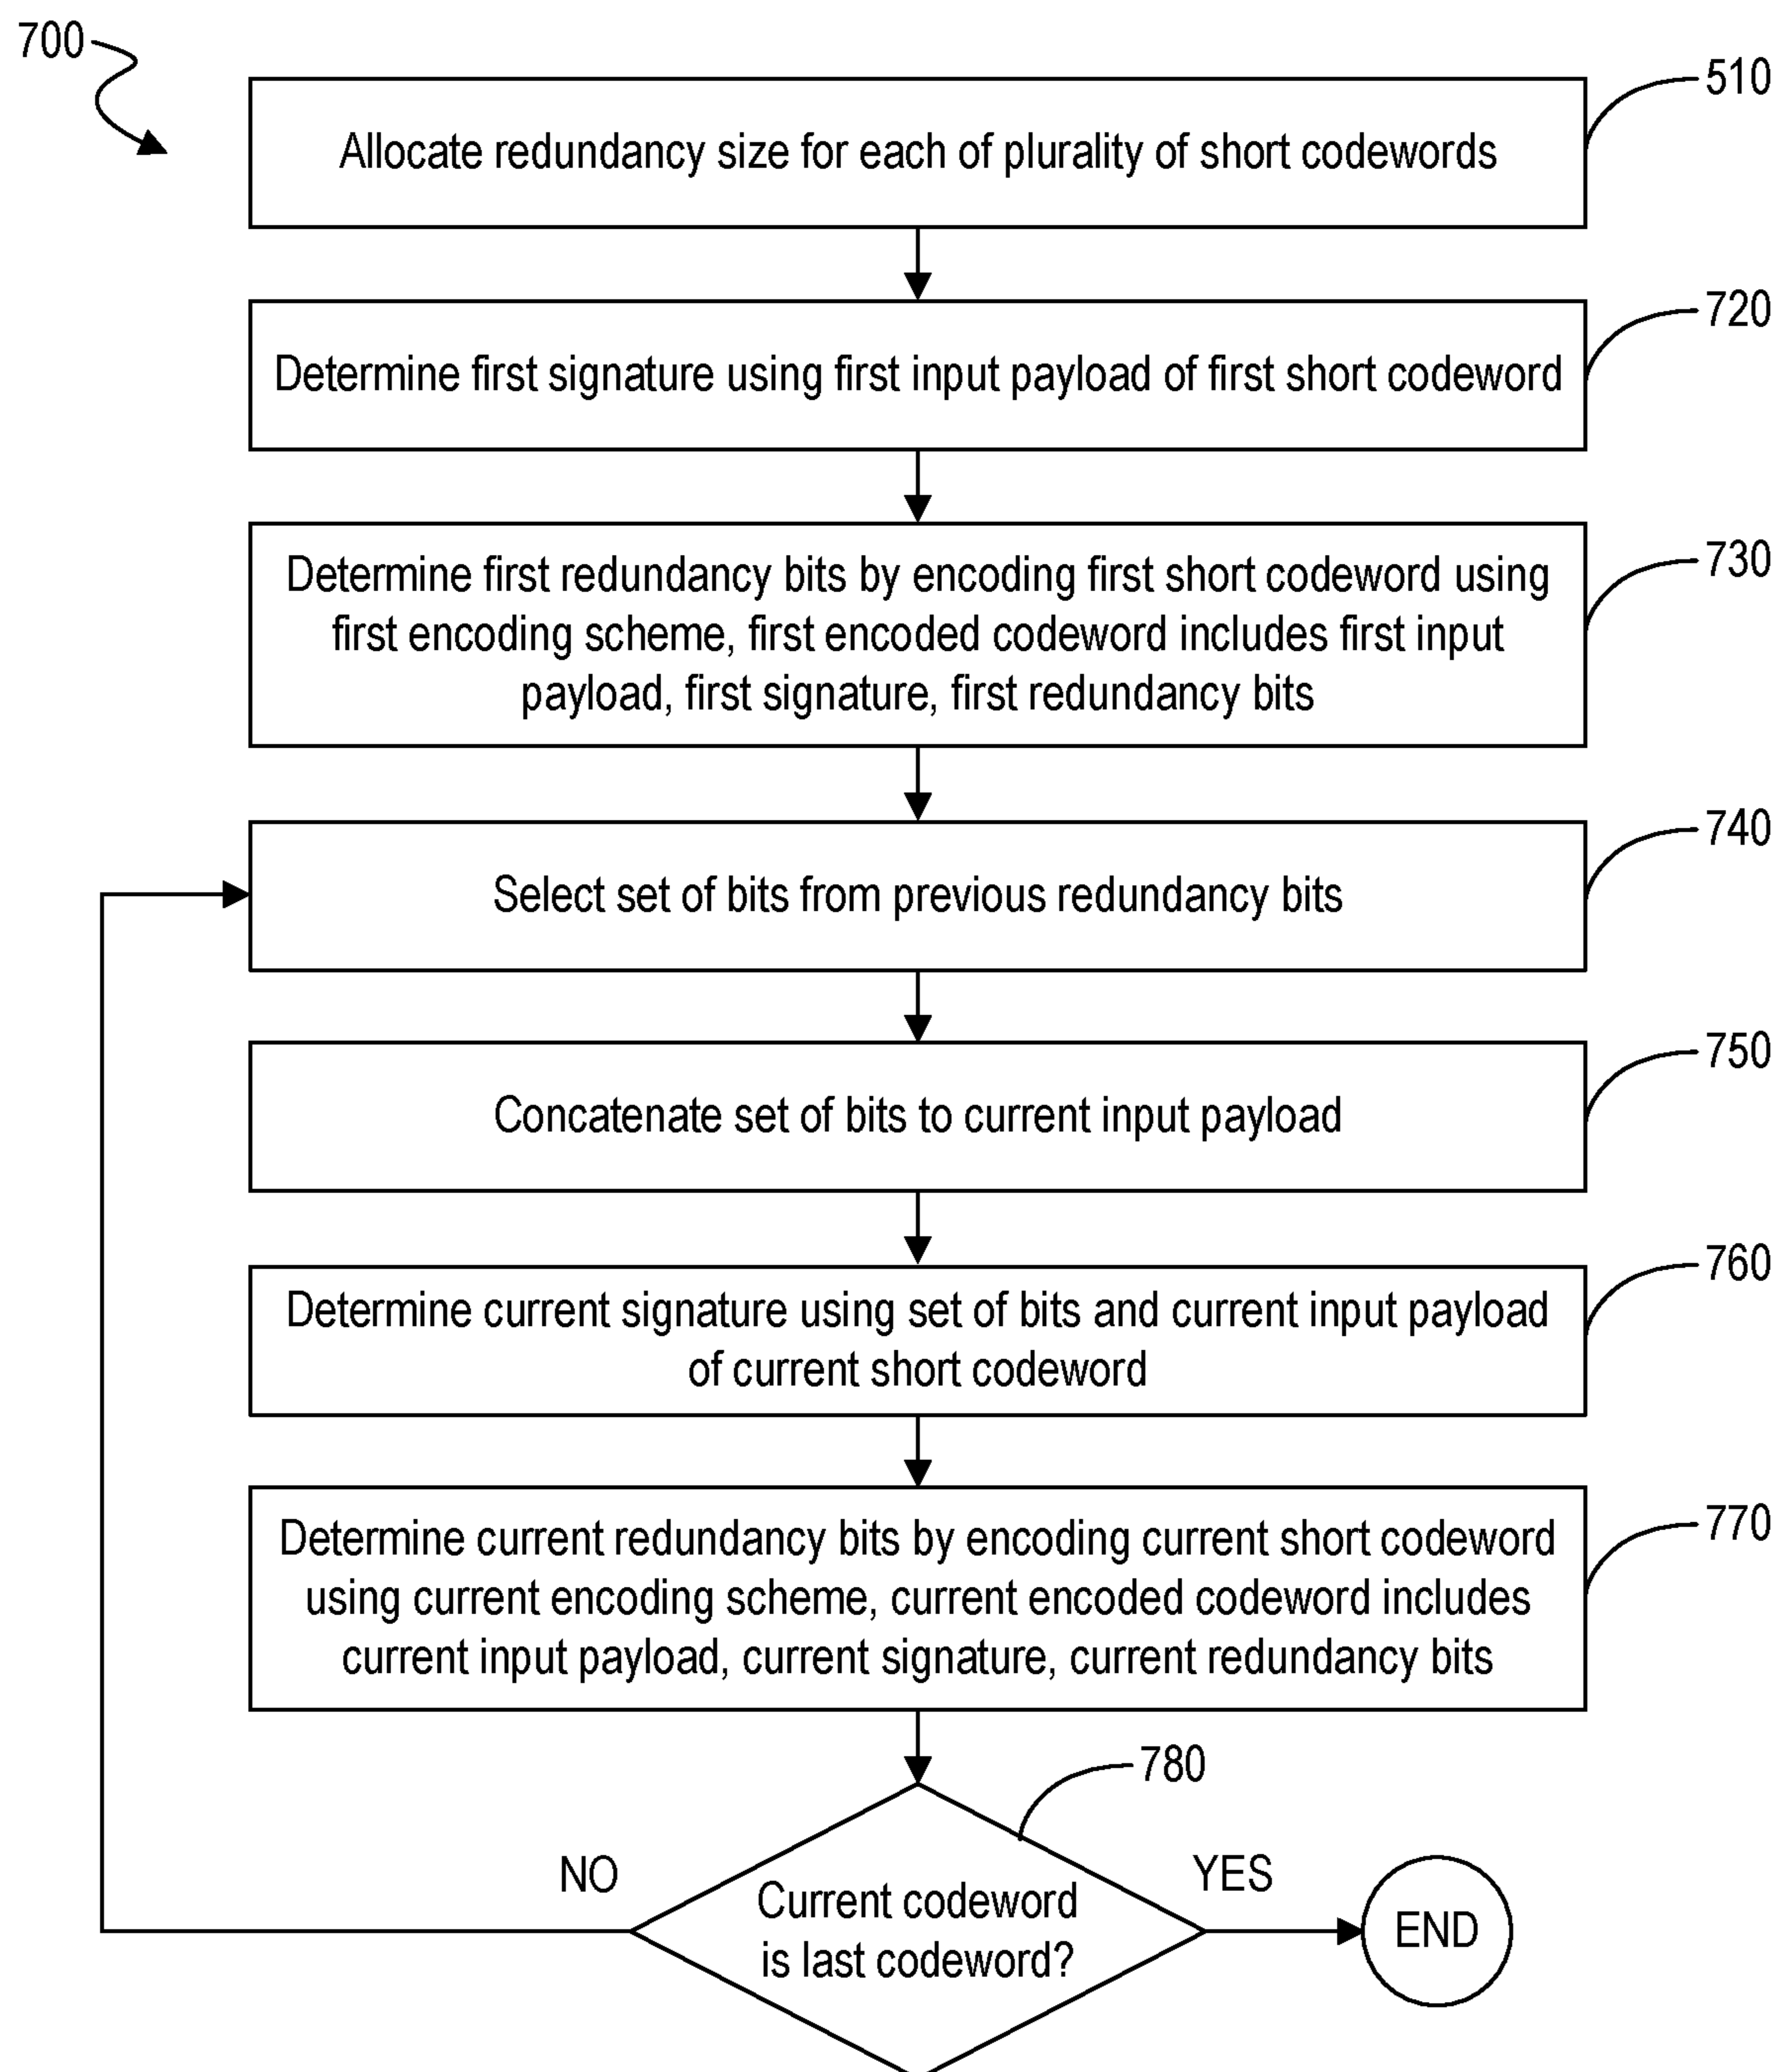 700
510
Allocate redundancy size for each of plurality of short codewords
720
Determine first signature using first input payload of first short codeword
730
Determine first redundancy bits by encoding first short codeword using
first encoding scheme, first encoded codeword includes first input
payload, first signature, first redundancy bits
740
Select set of bits from previous redundancy bits
750
Concatenate set of bits to current input payload
760
Determine current signature using set of bits and current input payload
of current short codeword
770
Determine current redundancy bits by encoding current short codeword
using current encoding scheme, current encoded codeword includes
current input payload, current signature, current redundancy bits
780
NO
YES
Current codeword
is last codeword?
END